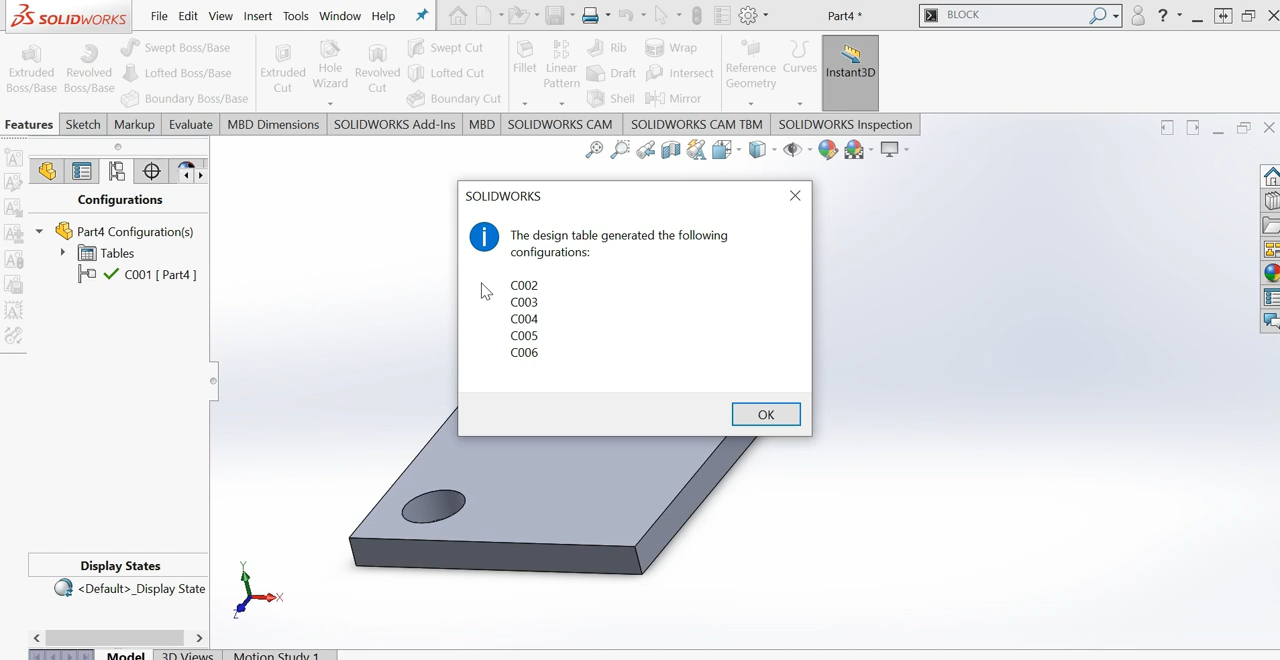 SOLIDWORKS File Edit View Insert Tools Window Help Part4 * BLOCK ?
Extruded Boss/Base
Revolved Boss/Base
Swept Boss/Base
Lofted Boss/Base
Boundary Boss/Base
Extruded Cut
Hole Wizard
Revolved Cut
Swept Cut
Lofted Cut
Boundary Cut
Fillet
Linear Pattern
Rib
Draft
Shell
Wrap
Intersect
Mirror
Reference Geometry
Curves
Instant3D
Features Sketch Markup Evaluate MBD Dimensions SOLIDWORKS Add-Ins MBD SOLIDWORKS CAM SOLIDWORKS CAM TBM SOLIDWORKS Inspection
Configurations
Part4 Configuration(s)
Tables
C001 [ Part4 ]
SOLIDWORKS
The design table generated the following
configurations:
C002
C003
C004
C005
C006
OK
Display States
<Default>_Display State
Y
X
Z
Model 3D Views Motion Study 1